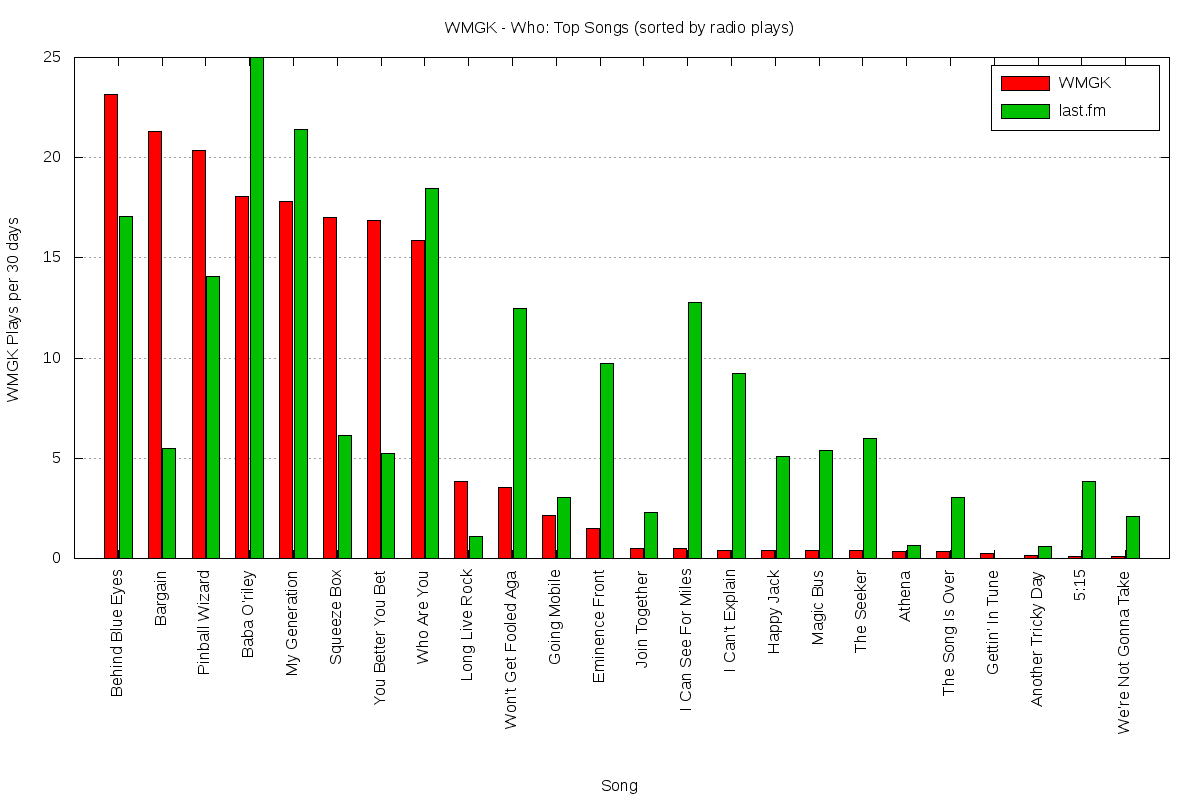 WMGK - Who: Top Songs (sorted by radio plays)
WMGK
last.fm
WMGK Plays per 30 days
25
20
15
10
5
0
Behind Blue Eyes
Bargain
Pinball Wizard
Baba O'riley
My Generation
Squeeze Box
You Better You Bet
Who Are You
Long Live Rock
Won't Get Fooled Aga
Going Mobile
Eminence Front
Join Together
I Can See For Miles
I Can't Explain
Happy Jack
Magic Bus
The Seeker
Athena
The Song Is Over
Gettin' In Tune
Another Tricky Day
5:15
We're Not Gonna Take
Song